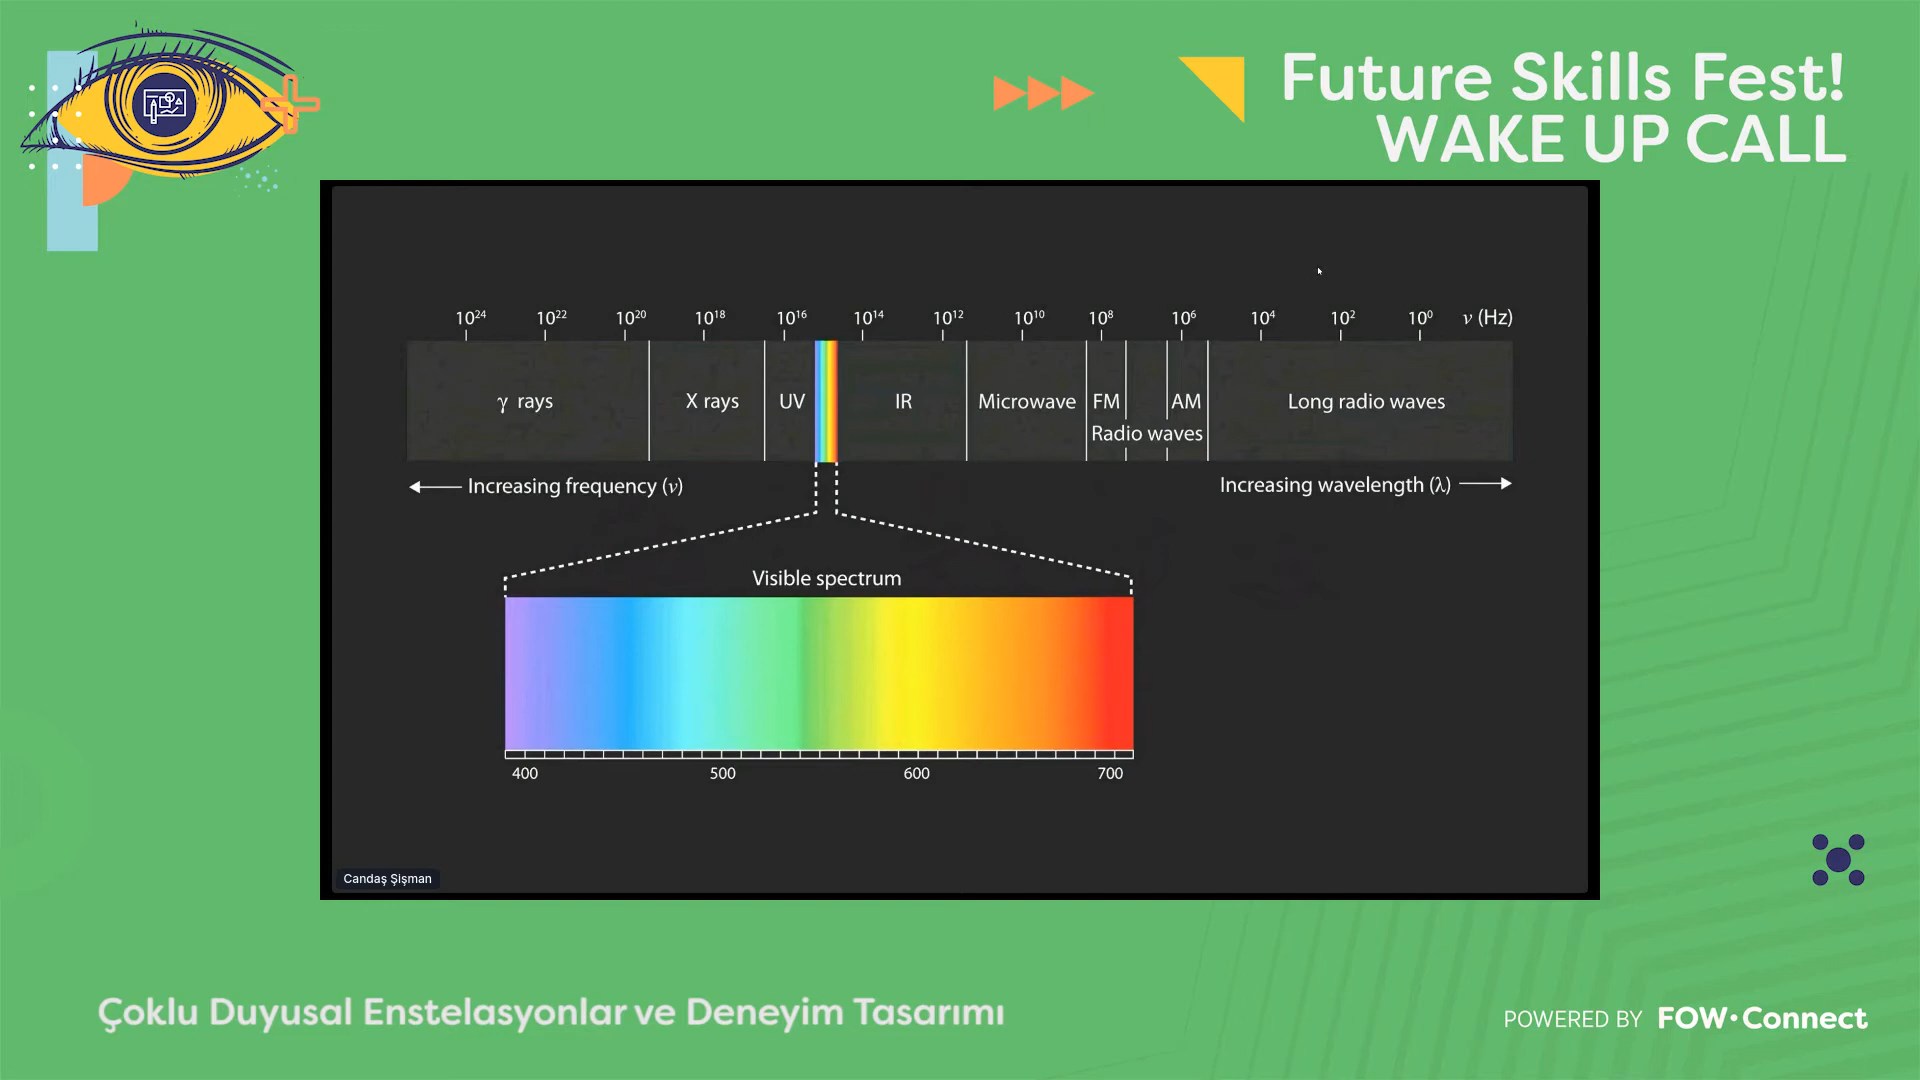 Future Skills Fest!
WAKE UP CALL
10²⁴ 10²² 10²⁰ 10¹⁸ 10¹⁶ 10¹⁴ 10¹² 10¹⁰ 10⁸ 10⁶ 10⁴ 10² 10⁰ ν (Hz)
γ rays X rays UV IR Microwave FM AM Long radio waves
Radio waves
Increasing frequency (ν) Increasing wavelength (λ)
Visible spectrum
400 500 600 700
Candaş Şişman
Çoklu Duyusal Enstelasyonlar ve Deneyim Tasarımı
POWERED BY FOW·Connect